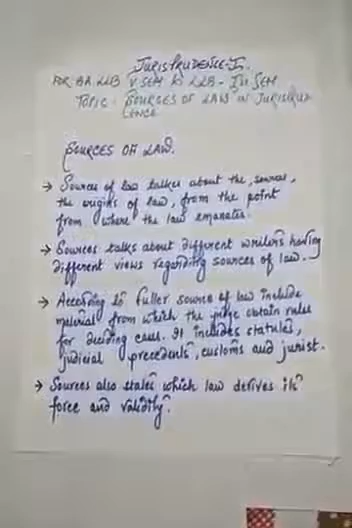 JURISPRUDENCE-I.
FOR BA.LLB V SEM & LLB - III SEM
TOPIC - SOURCES OF LAW IN JURISPRUD
ENCE
SOURCES OF LAW.
→ Sources of law talks about the, sources,
the origins of law, from the point
from where the law emanates.
→ Sources talks about different writers having
different views regarding sources of law.
→ According to fuller source of law include
material from which the judge obtain rules
for deciding cases. It includes statutes,
judicial precedents, customs and jurist.
→ Sources also states which law derives its
force and validity.